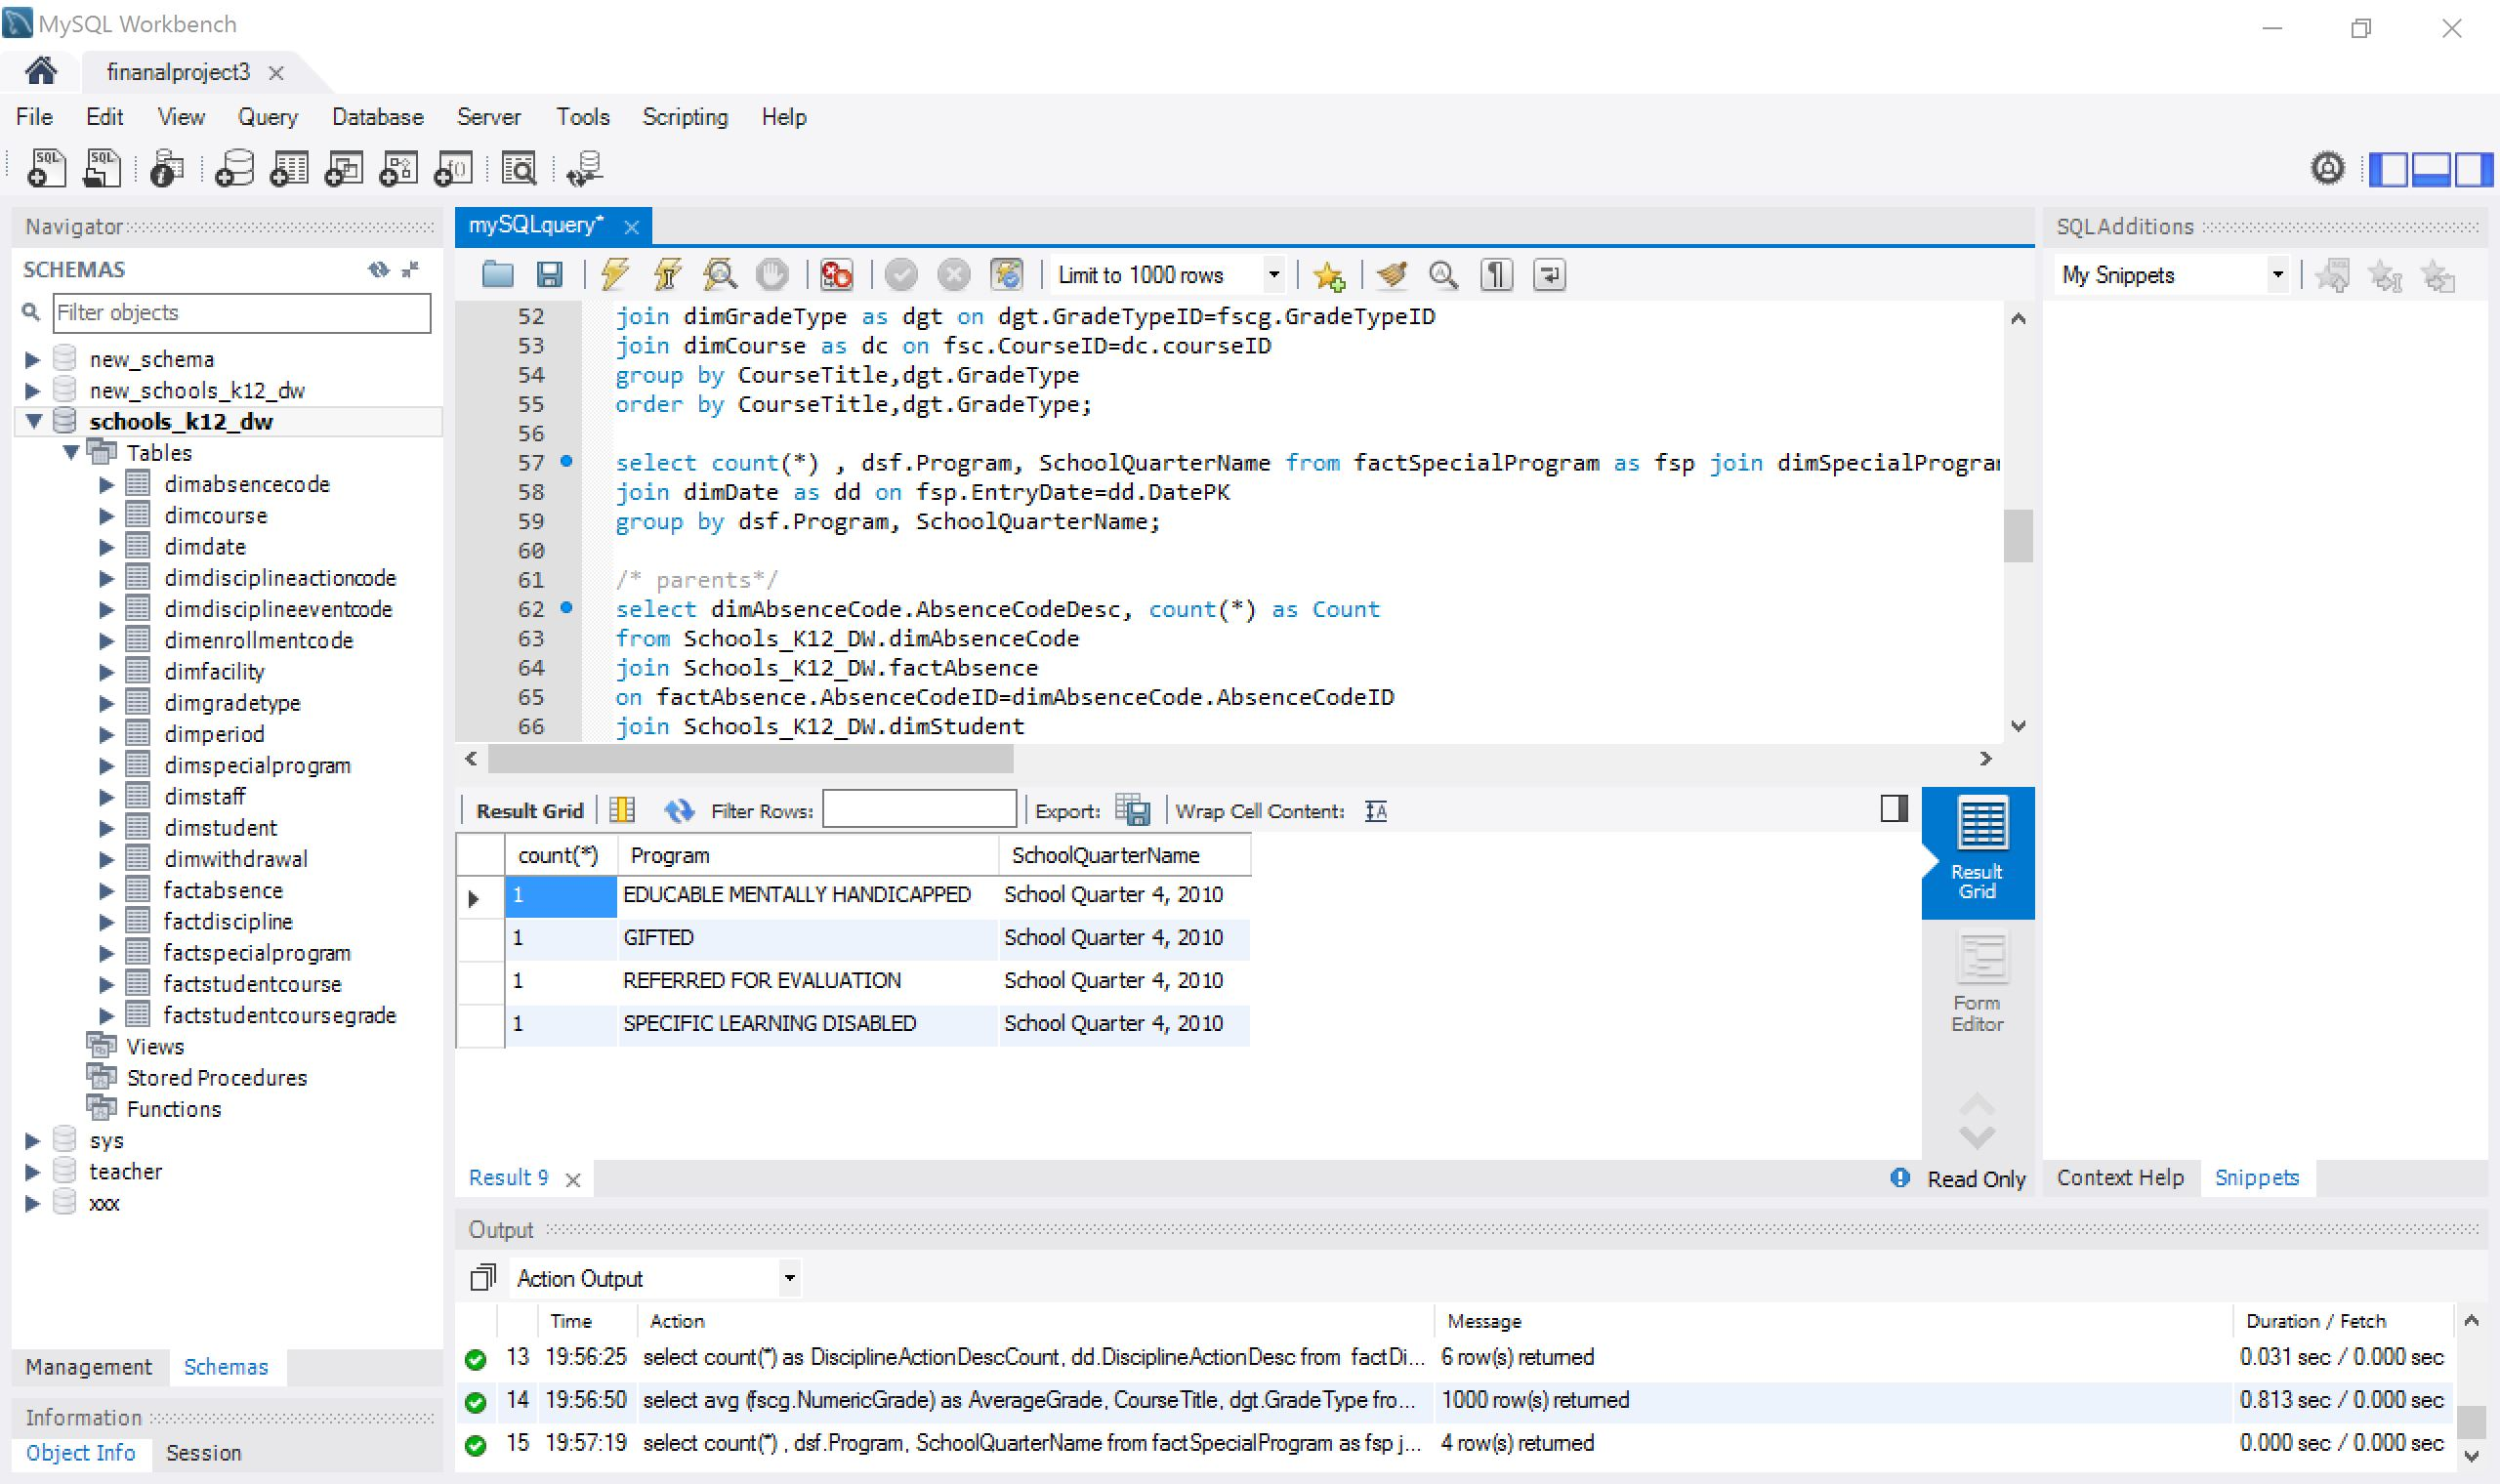 MySQL Workbench
finanalproject3
File Edit View Query Database Server Tools Scripting Help
Navigator
SCHEMAS
Filter objects
new_schema
new_schools_k12_dw
schools_k12_dw
Tables
dimabsencecode
dimcourse
dimdate
dimdisciplineactioncode
dimdisciplineeventcode
dimenrollmentcode
dimfacility
dimgradetype
dimperiod
dimspecialprogram
dimstaff
dimstudent
dimwithdrawal
factabsence
factdiscipline
factspecialprogram
factstudentcourse
factstudentcoursegrade
Views
Stored Procedures
Functions
sys
teacher
xxx
Management Schemas
Information
Object Info Session
mySQLquery*
Limit to 1000 rows
52 join dimGradeType as dgt on dgt.GradeTypeID=fscg.GradeTypeID
53 join dimCourse as dc on fsc.CourseID=dc.courseID
54 group by CourseTitle,dgt.GradeType
55 order by CourseTitle,dgt.GradeType;
56
57 select count(*) , dsf.Program, SchoolQuarterName from factSpecialProgram as fsp join dimSpecialProgra
58 join dimDate as dd on fsp.EntryDate=dd.DatePK
59 group by dsf.Program, SchoolQuarterName;
60
61 /* parents*/
62 select dimAbsenceCode.AbsenceCodeDesc, count(*) as Count
63 from Schools_K12_DW.dimAbsenceCode
64 join Schools_K12_DW.factAbsence
65 on factAbsence.AbsenceCodeID=dimAbsenceCode.AbsenceCodeID
66 join Schools_K12_DW.dimStudent
Result Grid Filter Rows: Export: Wrap Cell Content:
count(*) Program SchoolQuarterName
1 EDUCABLE MENTALLY HANDICAPPED School Quarter 4, 2010
1 GIFTED School Quarter 4, 2010
1 REFERRED FOR EVALUATION School Quarter 4, 2010
1 SPECIFIC LEARNING DISABLED School Quarter 4, 2010
Result
Grid
Form
Editor
Result 9 Read Only
SQLAdditions
My Snippets
Context Help Snippets
Output
Action Output
Time Action Message Duration / Fetch
13 19:56:25 select count(*) as DisciplineActionDescCount, dd.DisciplineActionDesc from factDi... 6 row(s) returned 0.031 sec / 0.000 sec
14 19:56:50 select avg (fscg.NumericGrade) as AverageGrade, CourseTitle, dgt.GradeType fro... 1000 row(s) returned 0.813 sec / 0.000 sec
15 19:57:19 select count(*) , dsf.Program, SchoolQuarterName from factSpecialProgram as fsp j... 4 row(s) returned 0.000 sec / 0.000 sec